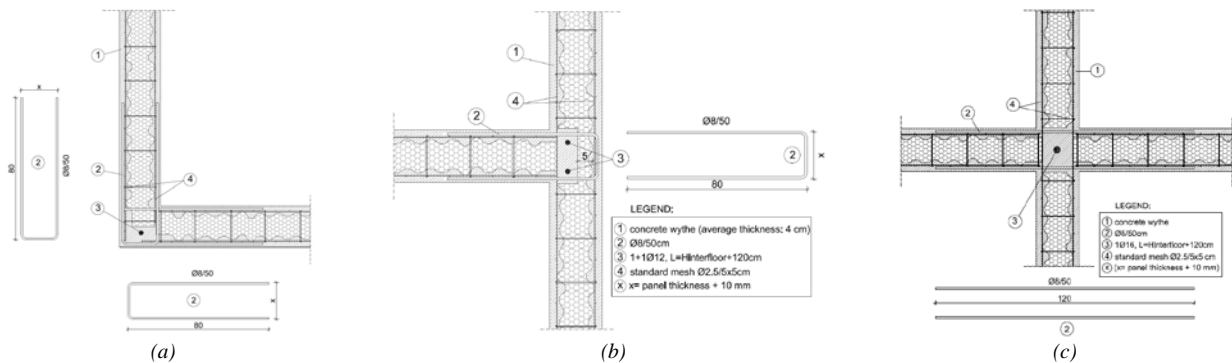 1
x
80
2
Ø8/50
2
4
3
Ø8/50
2
x
80
(a)
1
4
2
5
3
Ø8/50
2
x
80
LEGEND:
1 concrete wythe (average thickness: 4 cm)
2 Ø8/50cm
3 1+1Ø12, L=Hinterfloor+120cm
4 standard mesh Ø2.5/5x5cm
x x= panel thickness + 10 mm
(b)
1
4
2
3
LEGEND:
1 concrete wythe
2 Ø8/50cm
3 1Ø16, L=Hinterfloor+120cm
4 standard mesh Ø2.5/5x5 cm
x (x= panel thickness + 10 mm)
Ø8/50
120
2
(c)